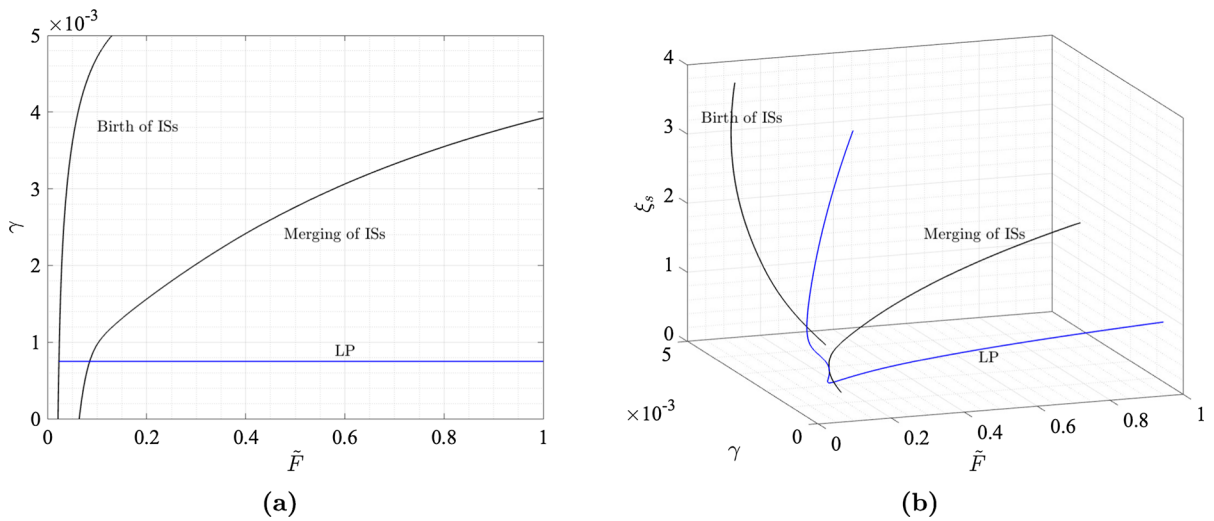 ×10⁻³
5
4
3
2
1
0
γ
Birth of ISs
Merging of ISs
LP
0 0.2 0.4 0.6 0.8 1
F̃
(a)
4
3
2
1
0
ξₛ
Birth of ISs
Merging of ISs
LP
5
×10⁻³
0
γ
0 0.2 0.4 0.6 0.8 1
F̃
(b)